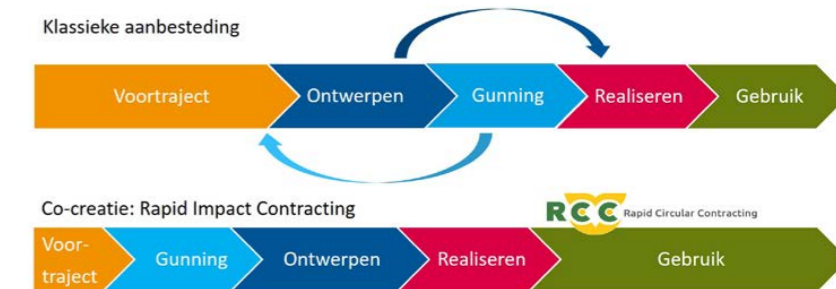 Klassieke aanbesteding
Voortraject
Ontwerpen
Gunning
Realiseren
Gebruik
Co-creatie: Rapid Impact Contracting
RCC Rapid Circular Contracting
Voor-
traject
Gunning
Ontwerpen
Realiseren
Gebruik